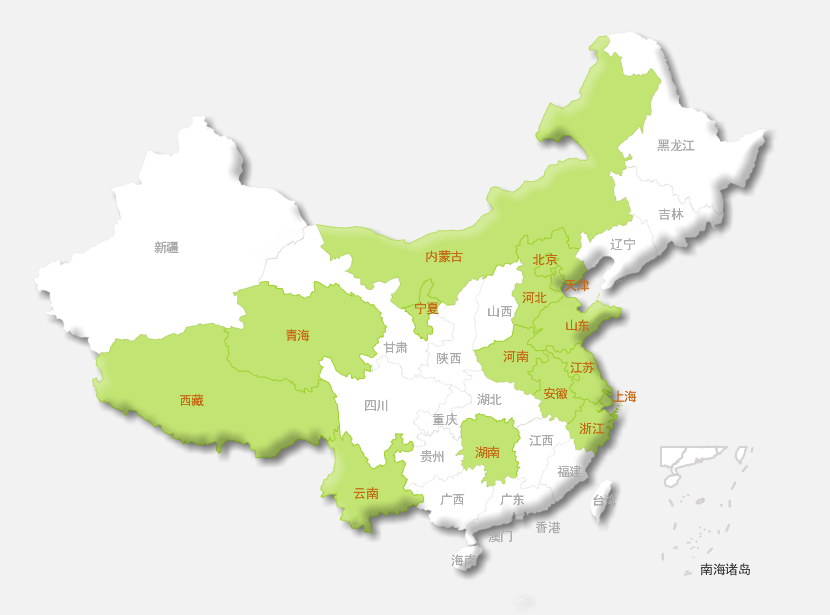 黑龙江
吉林
辽宁
新疆
内蒙古
北京
天津
河北
宁夏
山西
山东
青海
甘肃
陕西
河南
江苏
安徽
上海
西藏
四川
湖北
重庆
浙江
江西
湖南
贵州
福建
云南
广西
广东
台湾
香港
澳门
海南
南海诸岛